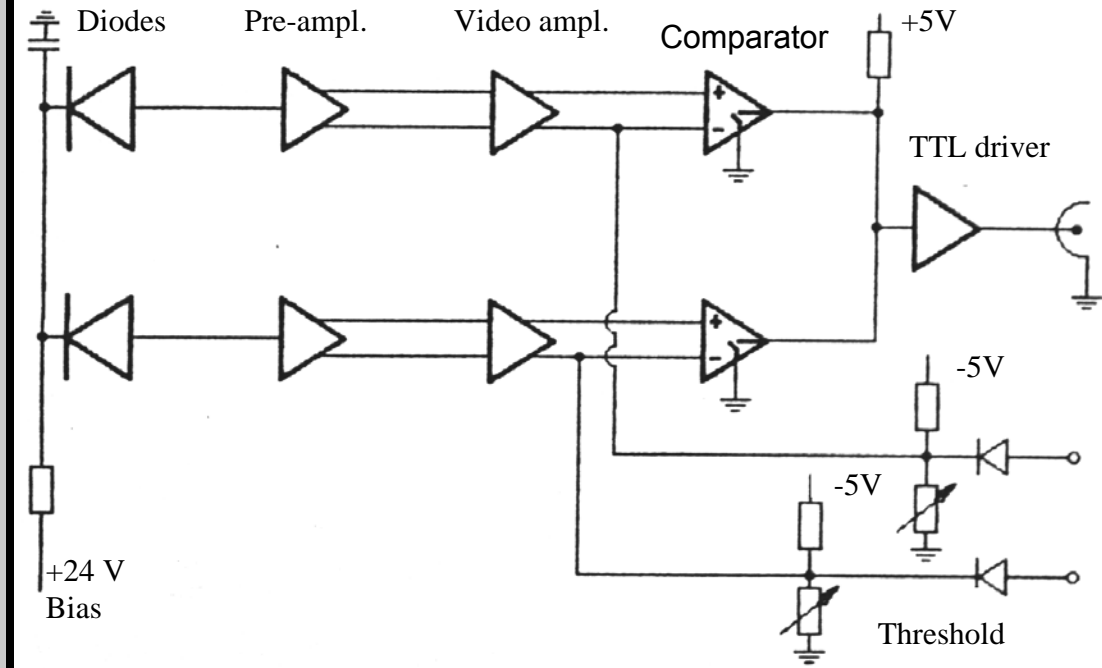 Diodes
Pre-ampl.
Video ampl.
Comparator
+5V
+
-
TTL driver
+
-
-5V
-5V
+24 V
Bias
Threshold